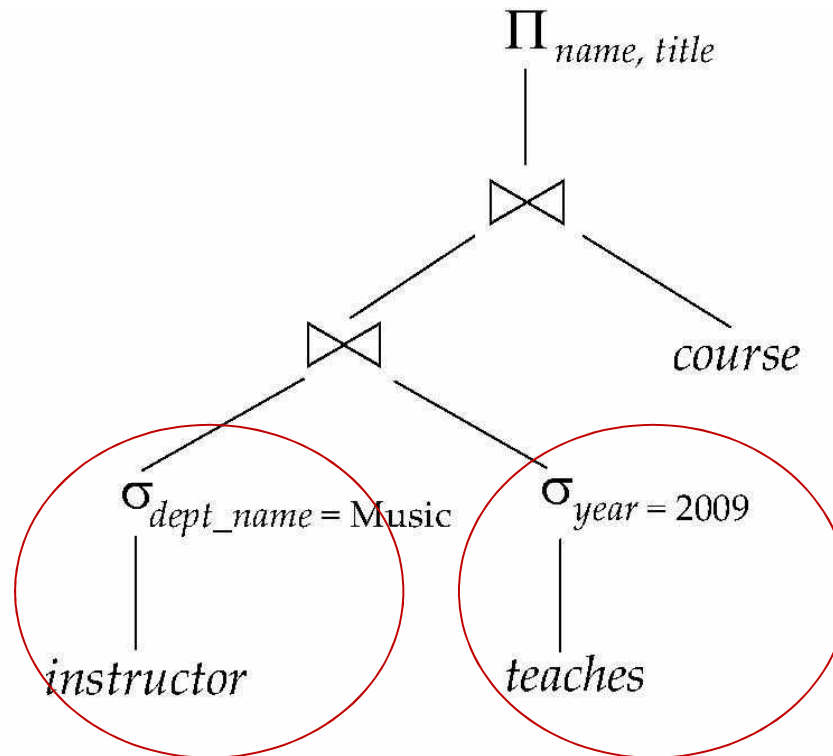 Π name, title
⋈
⋈
course
σ dept_name = Music
σ year = 2009
instructor
teaches